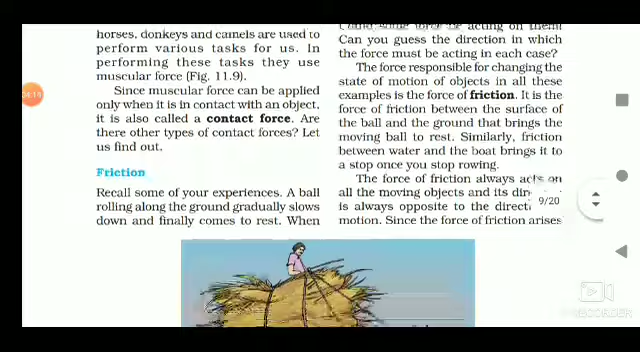 horses, donkeys and camels are used to
perform various tasks for us. In
performing these tasks they use
muscular force (Fig. 11.9).
Since muscular force can be applied
only when it is in contact with an object,
it is also called a contact force. Are
there other types of contact forces? Let
us find out.
Friction
Recall some of your experiences. A ball
rolling along the ground gradually slows
down and finally comes to rest. When
acting on them!
Can you guess the direction in which
the force must be acting in each case?
The force responsible for changing the
state of motion of objects in all these
examples is the force of friction. It is the
force of friction between the surface of
the ball and the ground that brings the
moving ball to rest. Similarly, friction
between water and the boat brings it to
a stop once you stop rowing.
The force of friction always acts on
all the moving objects and its
is always opposite to the
motion. Since the force of friction arises
9/20